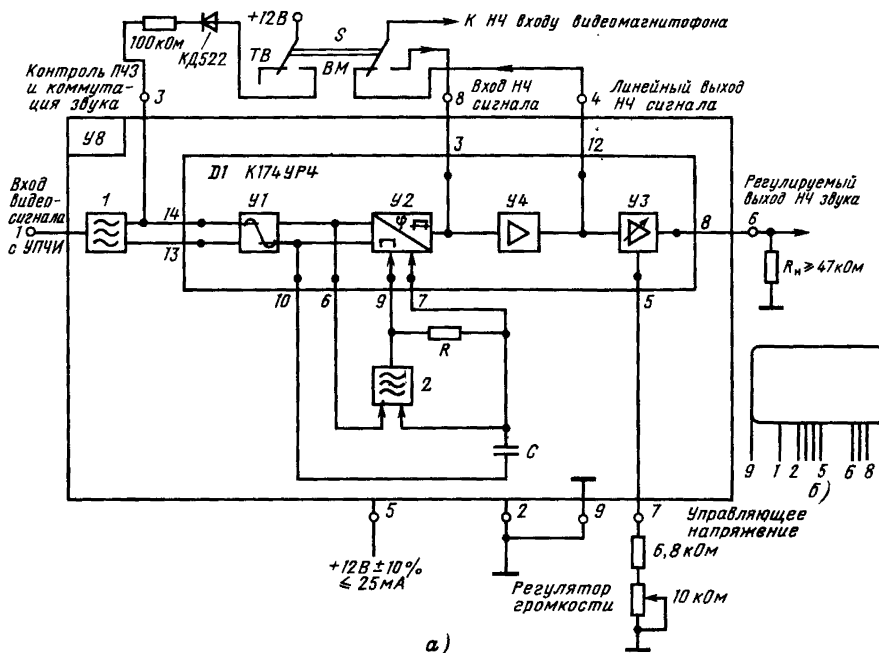 +12В
К НЧ входу видеомагнитофона
S
100кОм
КД522
ТВ
ВМ
Контроль ПЧЗ
и коммута-
ция звука
3
8
Вход НЧ
сигнала
4
Линейный выход
НЧ сигнала
У8
3
12
D1 К174УР4
Вход
видео-
сигнала
1
с УПЧИ
1
14
13
У1
У2
φ
У4
У3
8
Регулируемый
выход НЧ звука
6
Rн ≥ 47кОм
10
6
9
7
5
R
2
C
9
1
2
5
6
8
б)
5
2
9
7
Управляющее
напряжение
+12В ± 10%
≤ 25мА
6,8 кОм
Регулятор
громкости
10 кОм
а)